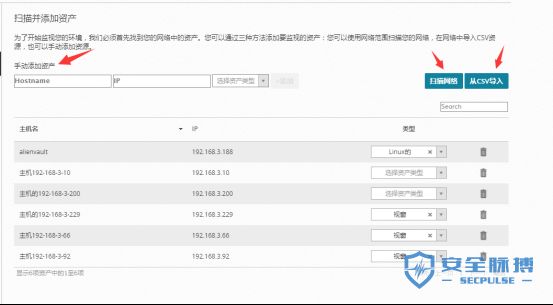 扫描并添加资产
为了开始监视您的环境，我们必须首先找到您的网络中的资产。您可以通过三种方法添加要监视的资产：您可以使用网络范围扫描您的网络，在网络中导入CSV资
源，也可以手动添加资源。
手动添加资产
Hostname IP 选择资产类型 扫描网络 从CSV导入
Search
主机名 IP 类型
alienvault 192.168.3.188 Linux的
主机192-168-3-10 192.168.3.10 选择资产类型
主机的192-168-3-200 192.168.3.200 选择资产类型
主机的192-168-3-229 192.168.3.229 视窗
主机192-168-3-66 192.168.3.66 视窗
主机192-168-3-92 192.168.3.92 视窗
显示6项资产中的1至6项
安全脉搏
SECPULSE